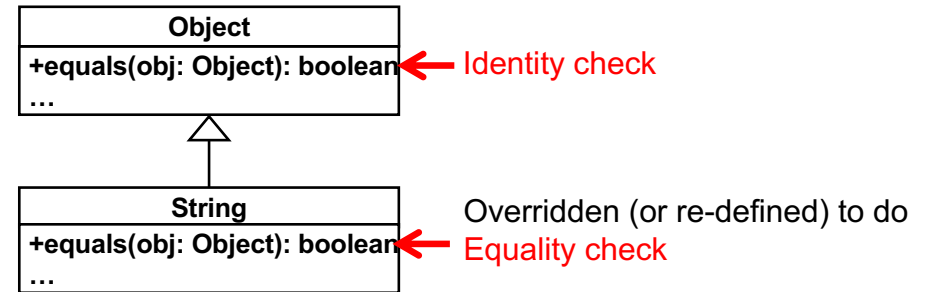 Object
+equals(obj: Object): boolean
Identity check
…
String
Overridden (or re-defined) to do
+equals(obj: Object): boolean
Equality check
…